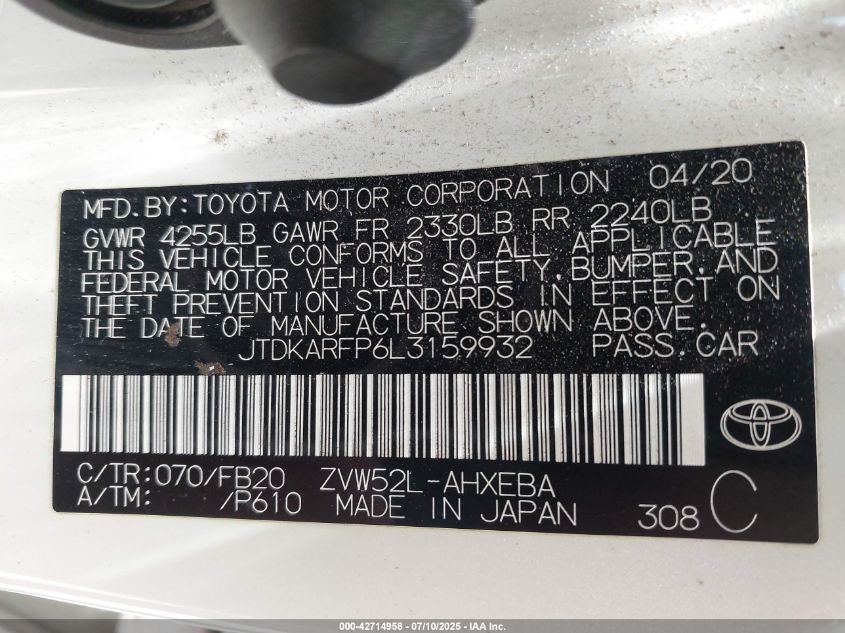 MFD.BY:TOYOTA MOTOR CORPORATION 04/20
GVWR 4255LB GAWR FR 2330LB RR 2240LB
THIS VEHICLE CONFORMS TO ALL APPLICABLE
FEDERAL MOTOR VEHICLE SAFETY,BUMPER,AND
THEFT PREVENTION STANDARDS IN EFFECT ON
THE DATE OF MANUFACTURE SHOWN ABOVE.
JTDKARFP6L3159932 PASS.CAR
C/TR:070/FB20 ZVW52L-AHXEBA
A/TM: /P610 MADE IN JAPAN 308 C
000-42714958 - 07/10/2025 - IAA Inc.